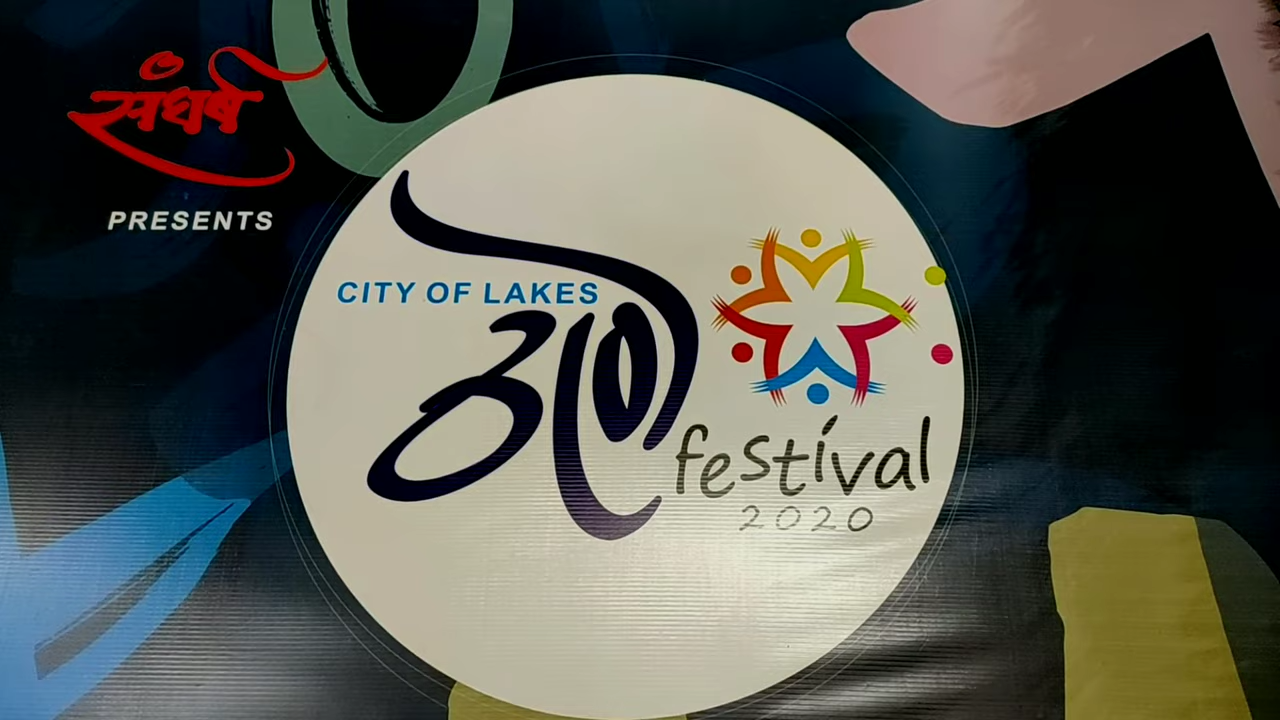 संघर्ष
PRESENTS
CITY OF LAKES
festival
2020